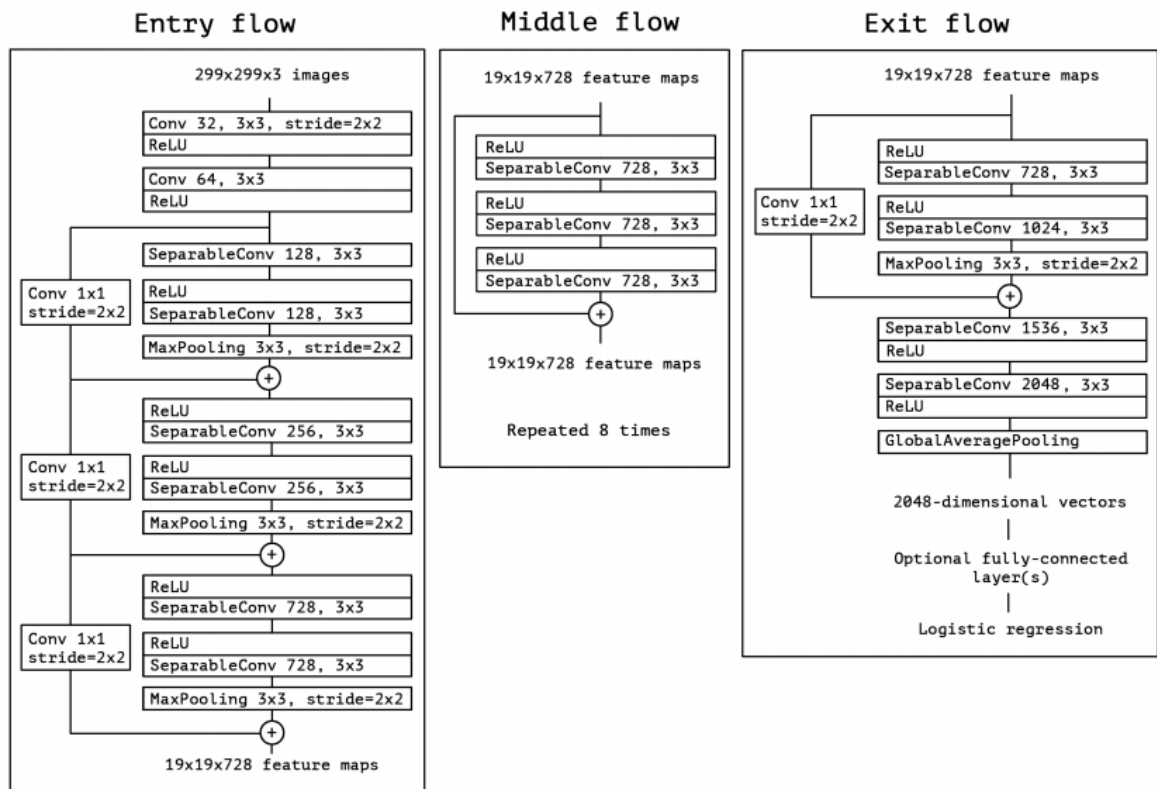 Entry flow
299x299x3 images
Conv 32, 3x3, stride=2x2
ReLU
Conv 64, 3x3
ReLU
SeparableConv 128, 3x3
Conv 1x1
stride=2x2
ReLU
SeparableConv 128, 3x3
MaxPooling 3x3, stride=2x2
+
ReLU
SeparableConv 256, 3x3
Conv 1x1
stride=2x2
ReLU
SeparableConv 256, 3x3
MaxPooling 3x3, stride=2x2
+
ReLU
SeparableConv 728, 3x3
Conv 1x1
stride=2x2
ReLU
SeparableConv 728, 3x3
MaxPooling 3x3, stride=2x2
+
19x19x728 feature maps
Middle flow
19x19x728 feature maps
ReLU
SeparableConv 728, 3x3
ReLU
SeparableConv 728, 3x3
ReLU
SeparableConv 728, 3x3
+
19x19x728 feature maps
Repeated 8 times
Exit flow
19x19x728 feature maps
ReLU
SeparableConv 728, 3x3
Conv 1x1
stride=2x2
ReLU
SeparableConv 1024, 3x3
MaxPooling 3x3, stride=2x2
+
SeparableConv 1536, 3x3
ReLU
SeparableConv 2048, 3x3
ReLU
GlobalAveragePooling
2048-dimensional vectors
Optional fully-connected
layer(s)
Logistic regression